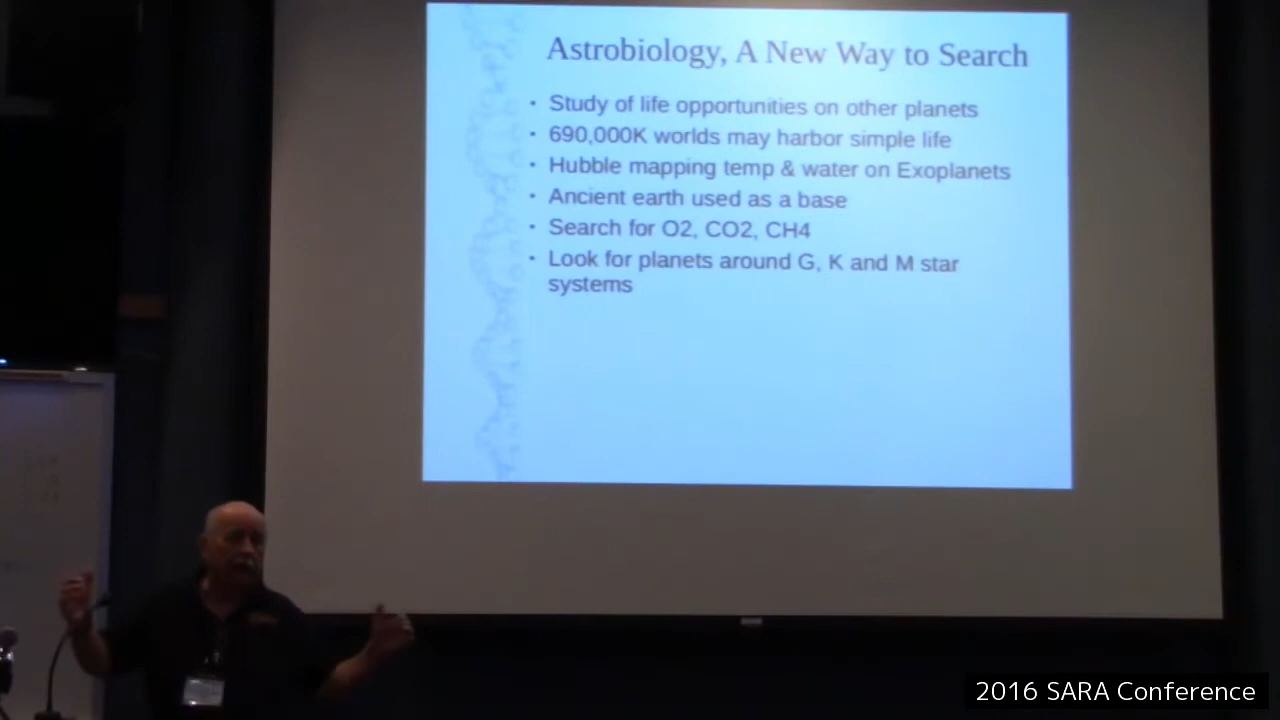 Astrobiology, A New Way to Search
• Study of life opportunities on other planets
• 690,000K worlds may harbor simple life
• Hubble mapping temp & water on Exoplanets
• Ancient earth used as a base
• Search for O2, CO2, CH4
• Look for planets around G, K and M star
systems
2016 SARA Conference